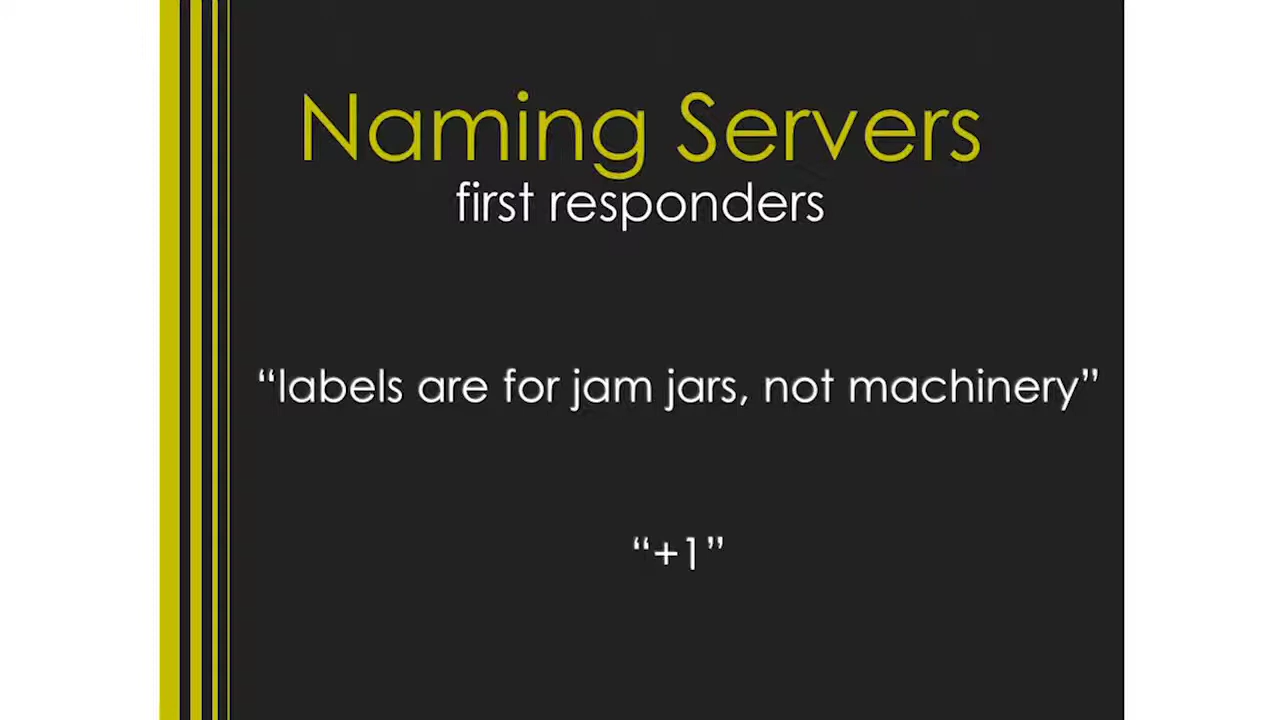 Naming Servers
first responders
“labels are for jam jars, not machinery”
“+1”